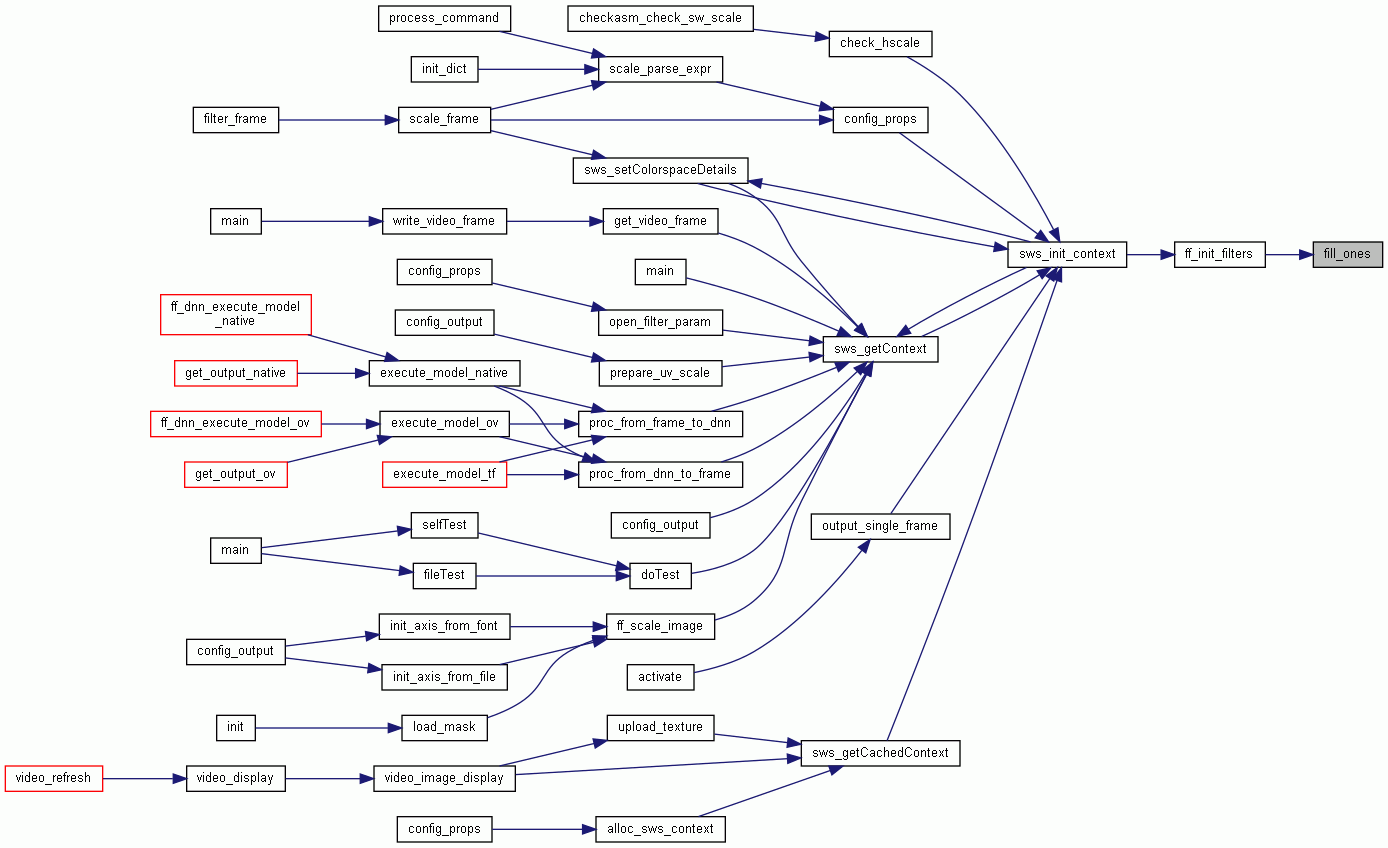 process_command
checkasm_check_sw_scale
check_hscale
init_dict
scale_parse_expr
filter_frame
scale_frame
config_props
sws_setColorspaceDetails
main
write_video_frame
get_video_frame
sws_init_context
ff_init_filters
fill_ones
config_props
main
ff_dnn_execute_model
_native
config_output
open_filter_param
sws_getContext
get_output_native
execute_model_native
prepare_uv_scale
ff_dnn_execute_model_ov
execute_model_ov
proc_from_frame_to_dnn
get_output_ov
execute_model_tf
proc_from_dnn_to_frame
selfTest
config_output
output_single_frame
main
fileTest
doTest
config_output
init_axis_from_font
ff_scale_image
init_axis_from_file
activate
init
load_mask
upload_texture
sws_getCachedContext
video_refresh
video_display
video_image_display
config_props
alloc_sws_context